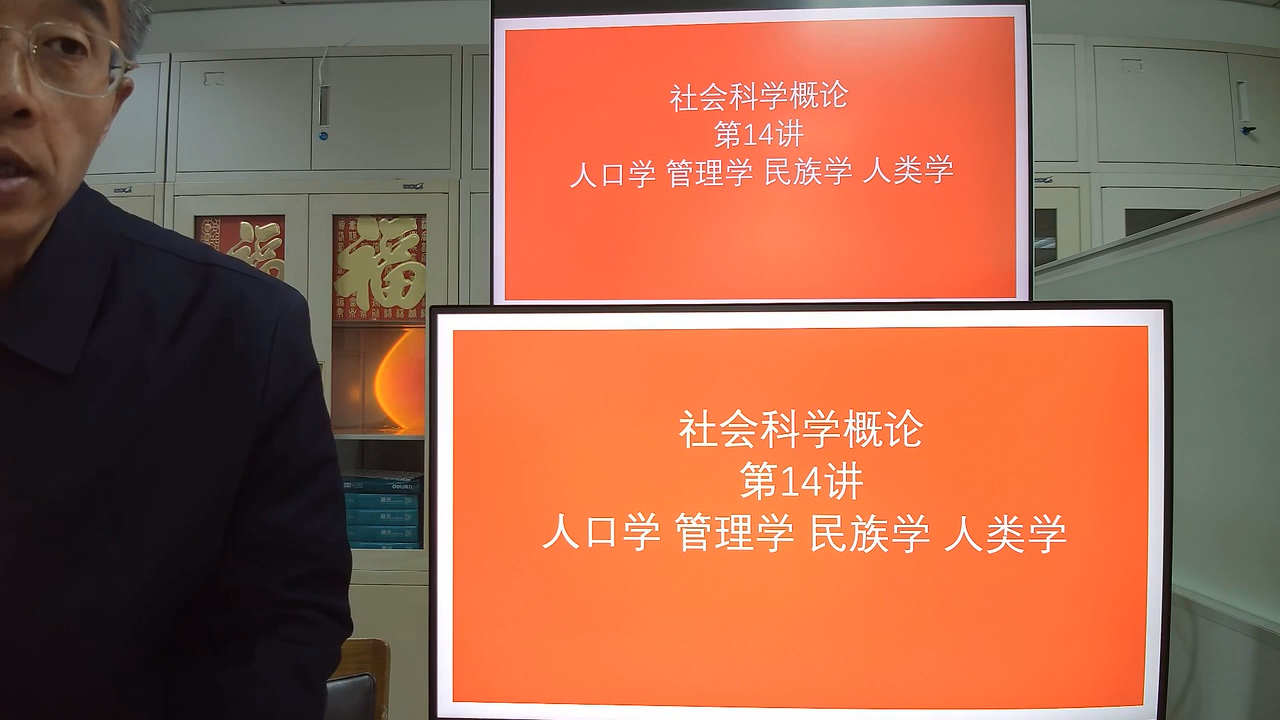 社会科学概论
第14讲
人口学 管理学 民族学 人类学
福
福
社会科学概论
第14讲
人口学 管理学 民族学 人类学